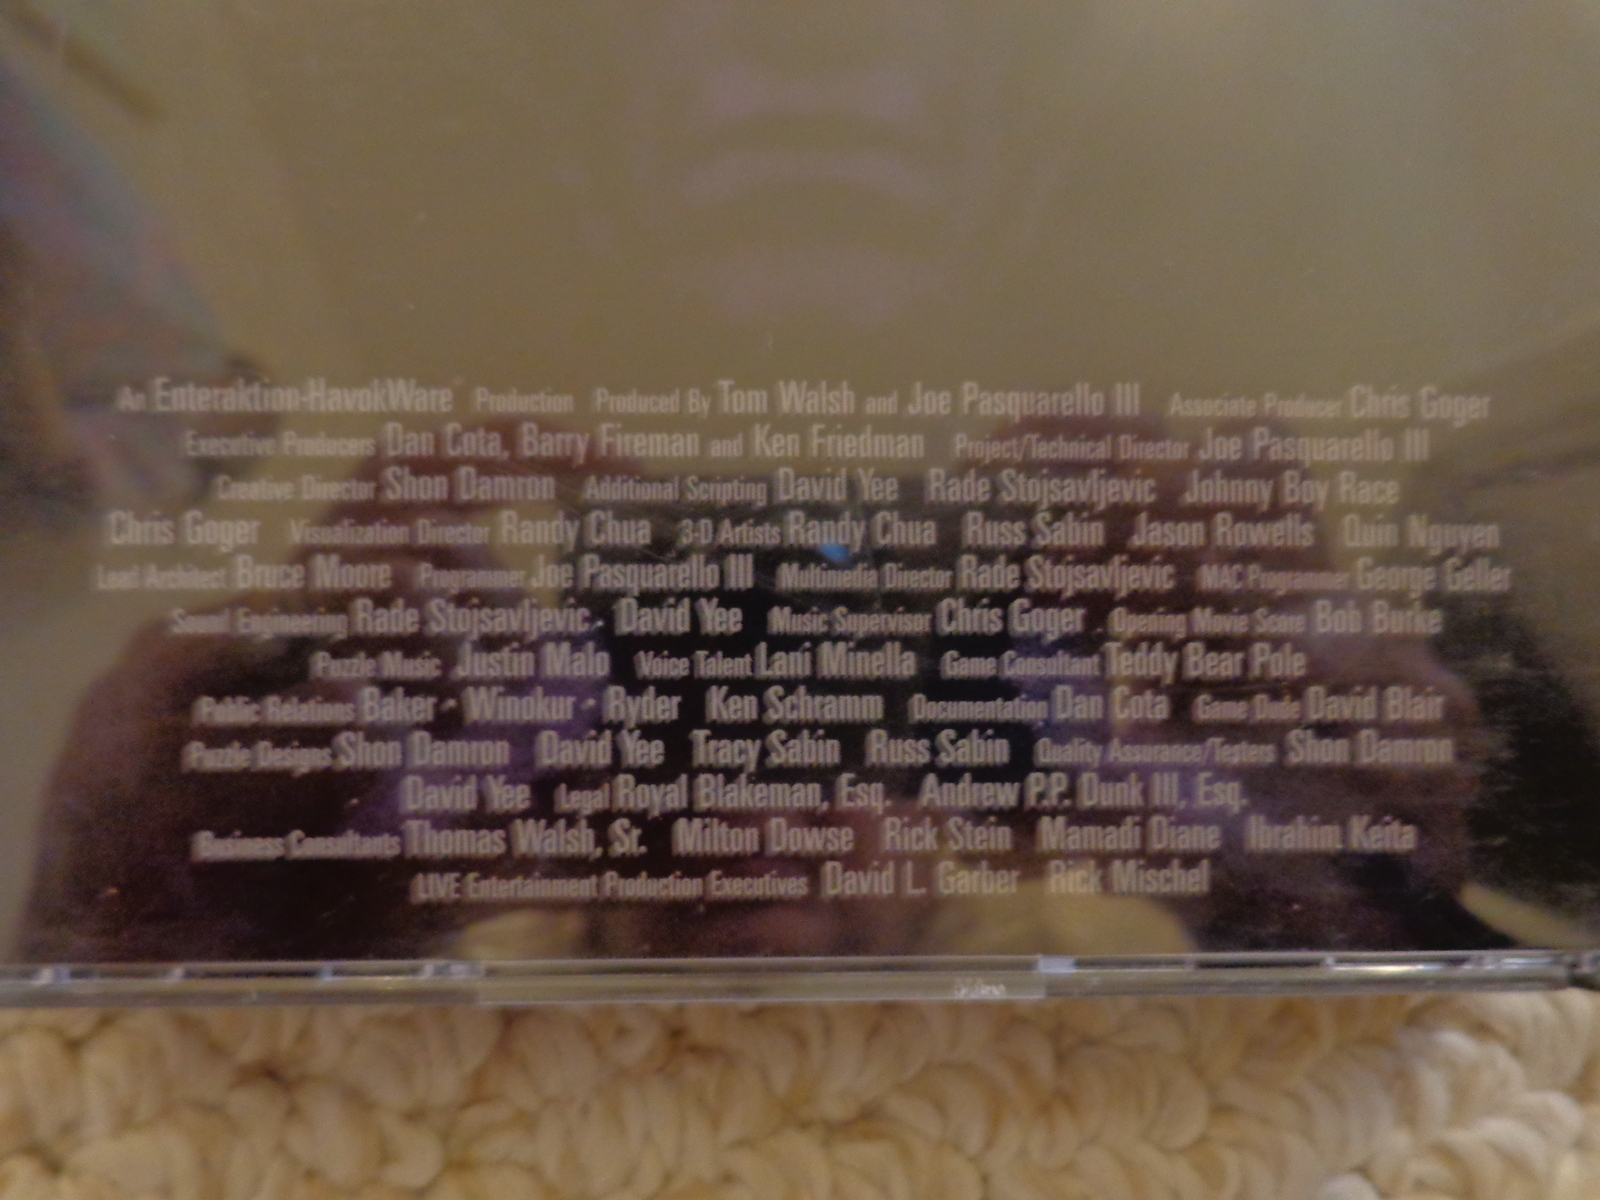 An Enteraktion-HavokWare Production Produced By Tom Walsh and Joe Pasquarello III Associate Producer Chris Goger
Executive Producers Dan Cota, Barry Fireman and Ken Friedman Project/Technical Director Joe Pasquarello III
Creative Director Shon Damron Additional Scripting David Yee Rade Stojsavljevic Johnny Boy Race
Chris Goger Visualization Director Randy Chua 3-D Artists Randy Chua Russ Sabin Jason Rowells Quin Nguyen
Lead Architect Bruce Moore Programmer Joe Pasquarello III Multimedia Director Rade Stojsavljevic MAC Programmer George Geller
Sound Engineering Rade Stojsavljevic · David Yee Music Supervisor Chris Goger Opening Movie Score Bob Burke
Puzzle Music Justin Malo Voice Talent Lani Minella Game Consultant Teddy Bear Pole
Public Relations Baker · Winokur · Ryder Ken Schramm Documentation Dan Cota Game Dude David Blair
Puzzle Designs Shon Damron David Yee Tracy Sabin Russ Sabin Quality Assurance/Testers Shon Damron
David Yee Legal Royal Blakeman, Esq. Andrew P.P. Dunk III, Esq.
Business Consultants Thomas Walsh, Sr. Milton Dowse Rick Stein Mamadi Diane Ibrahim Keita
LIVE Entertainment Production Executives David L. Garber Rick Mischel